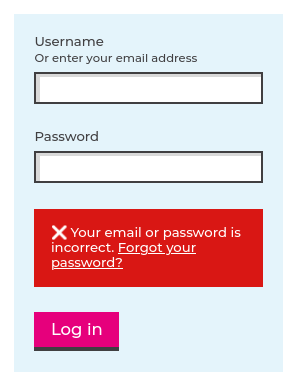 Username
Or enter your email address
Password
❌ Your email or password is
incorrect. Forgot your
password?
Log in